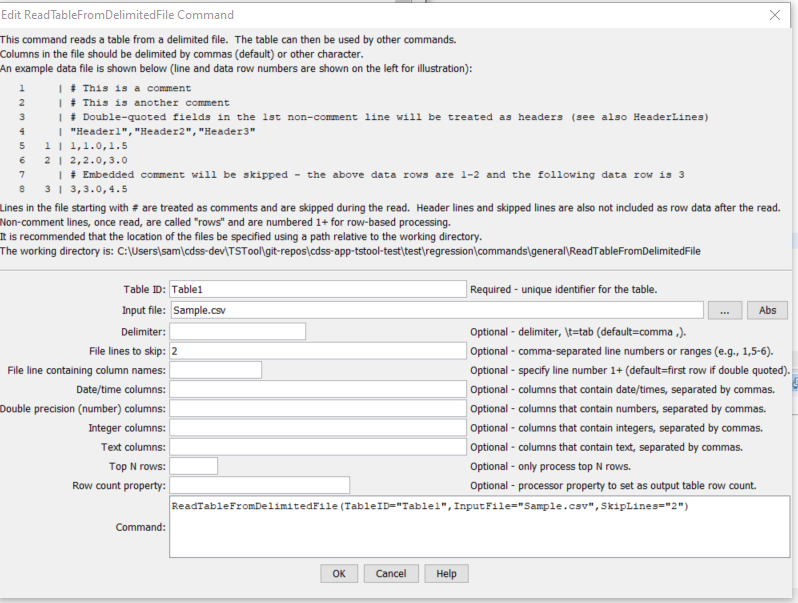 Edit ReadTableFromDelimitedFile Command
This command reads a table from a delimited file.  The table can then be used by other commands.
Columns in the file should be delimited by commas (default) or other character.
An example data file is shown below (line and data row numbers are shown on the left for illustration):
1 | # This is a comment
2 | # This is another comment
3 | # Double-quoted fields in the 1st non-comment line will be treated as headers (see also HeaderLines)
4 | "Header1","Header2","Header3"
5 1 | 1,1.0,1.5
6 2 | 2,2.0,3.0
7 | # Embedded comment will be skipped - the above data rows are 1-2 and the following data row is 3
8 3 | 3,3.0,4.5
Lines in the file starting with # are treated as comments and are skipped during the read.  Header lines and skipped lines are also not included as row data after the read.
Non-comment lines, once read, are called "rows" and are numbered 1+ for row-based processing.
It is recommended that the location of the files be specified using a path relative to the working directory.
The working directory is: C:\Users\sam\cdss-dev\TSTool\git-repos\cdss-app-tstool-test\test\regression\commands\general\ReadTableFromDelimitedFile
Table ID: Table1 Required - unique identifier for the table.
Input file: Sample.csv ... Abs
Delimiter: Optional - delimiter, \t=tab (default=comma ,).
File lines to skip: 2 Optional - comma-separated line numbers or ranges (e.g., 1,5-6).
File line containing column names: Optional - specify line number 1+ (default=first row if double quoted).
Date/time columns: Optional - columns that contain date/times, separated by commas.
Double precision (number) columns: Optional - columns that contain numbers, separated by commas.
Integer columns: Optional - columns that contain integers, separated by commas.
Text columns: Optional - columns that contain text, separated by commas.
Top N rows: Optional - only process top N rows.
Row count property: Optional - processor property to set as output table row count.
Command: ReadTableFromDelimitedFile(TableID="Table1",InputFile="Sample.csv",SkipLines="2")
OK Cancel Help